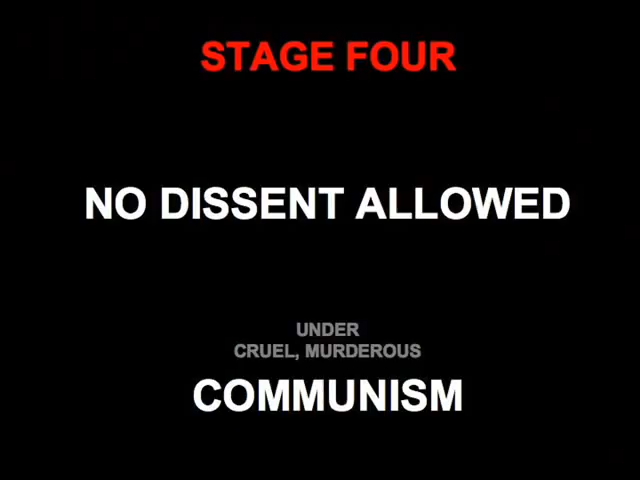 STAGE FOUR
NO DISSENT ALLOWED
UNDER
CRUEL, MURDEROUS
COMMUNISM